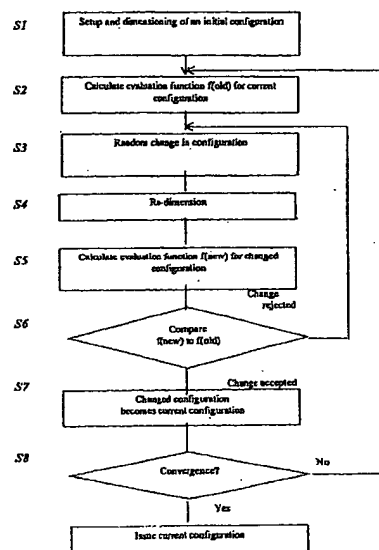 S1
Setup and dimensioning of an initial configuration
S2
Calculate evaluation function f(old) for current
configuration
S3
Random change in configuration
S4
Re-dimension
S5
Calculate evaluation function f(new) for changed
configuration
Change
rejected
S6
Compare
f(new) to f(old)
S7
Change accepted
Changed configuration
becomes current configuration
S8
Convergence?
No
Yes
Issue current configuration